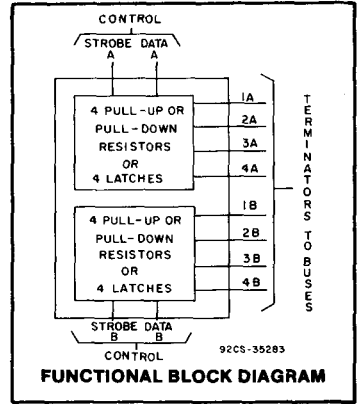 CONTROL
STROBE DATA
A A
4 PULL-UP OR
PULL-DOWN
RESISTORS
OR
4 LATCHES
1A
2A
3A
4A
4 PULL-UP OR
PULL-DOWN
RESISTORS
OR
4 LATCHES
1B
2B
3B
4B
TERMINATORS TO BUSES
STROBE DATA
B B
CONTROL
92CS-35283
FUNCTIONAL BLOCK DIAGRAM